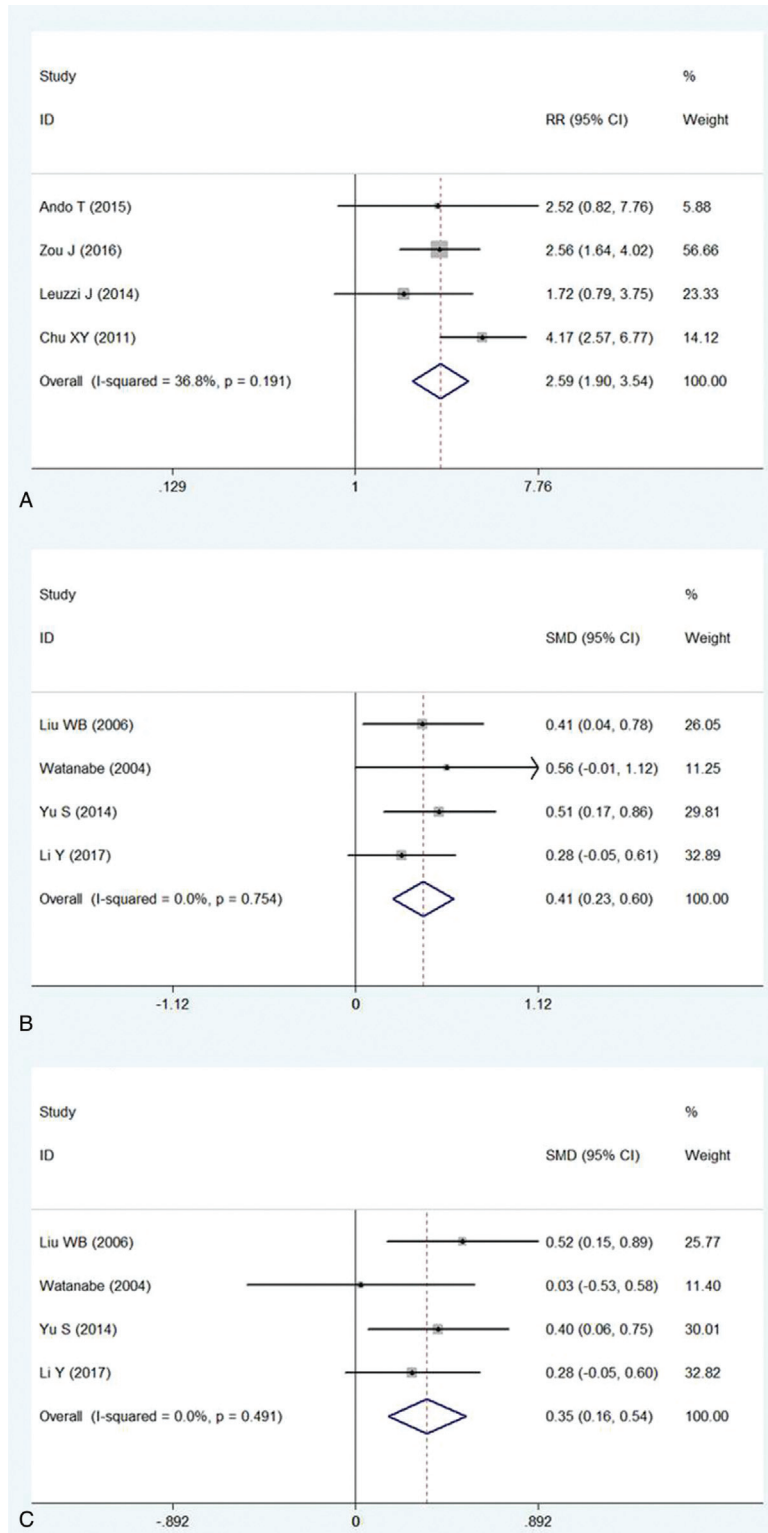 Study %
ID RR (95% CI) Weight
Ando T (2015) 2.52 (0.82, 7.76) 5.88
Zou J (2016) 2.56 (1.64, 4.02) 56.66
Leuzzi J (2014) 1.72 (0.79, 3.75) 23.33
Chu XY (2011) 4.17 (2.57, 6.77) 14.12
Overall (I-squared = 36.8%, p = 0.191) 2.59 (1.90, 3.54) 100.00
.129 1 7.76
A
Study %
ID SMD (95% CI) Weight
Liu WB (2006) 0.41 (0.04, 0.78) 26.05
Watanabe (2004) 0.56 (-0.01, 1.12) 11.25
Yu S (2014) 0.51 (0.17, 0.86) 29.81
Li Y (2017) 0.28 (-0.05, 0.61) 32.89
Overall (I-squared = 0.0%, p = 0.754) 0.41 (0.23, 0.60) 100.00
-1.12 0 1.12
B
Study %
ID SMD (95% CI) Weight
Liu WB (2006) 0.52 (0.15, 0.89) 25.77
Watanabe (2004) 0.03 (-0.53, 0.58) 11.40
Yu S (2014) 0.40 (0.06, 0.75) 30.01
Li Y (2017) 0.28 (-0.05, 0.60) 32.82
Overall (I-squared = 0.0%, p = 0.491) 0.35 (0.16, 0.54) 100.00
-.892 0 .892
C